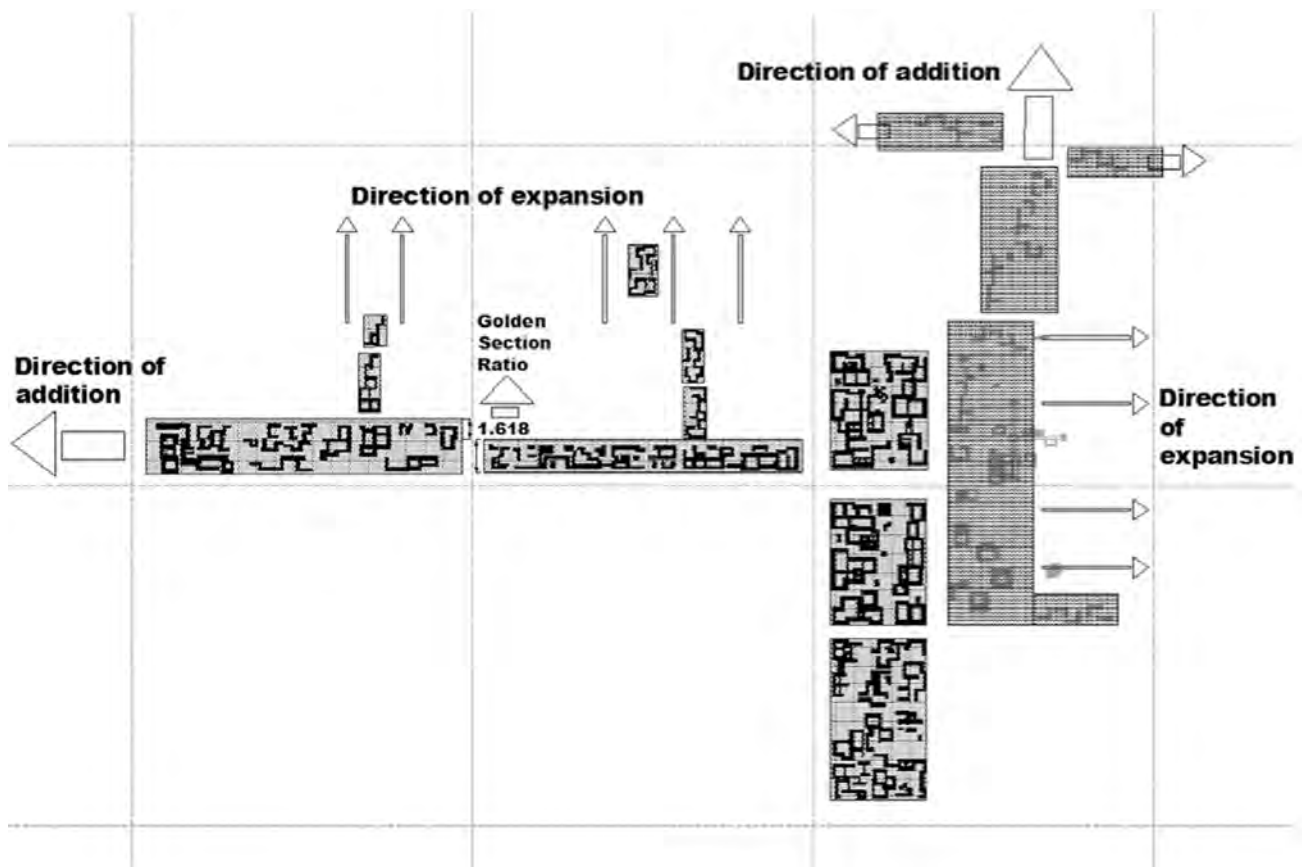 Direction of addition
Direction of expansion
Golden
Section
Ratio
Direction of
addition
1.618
Direction
of
expansion